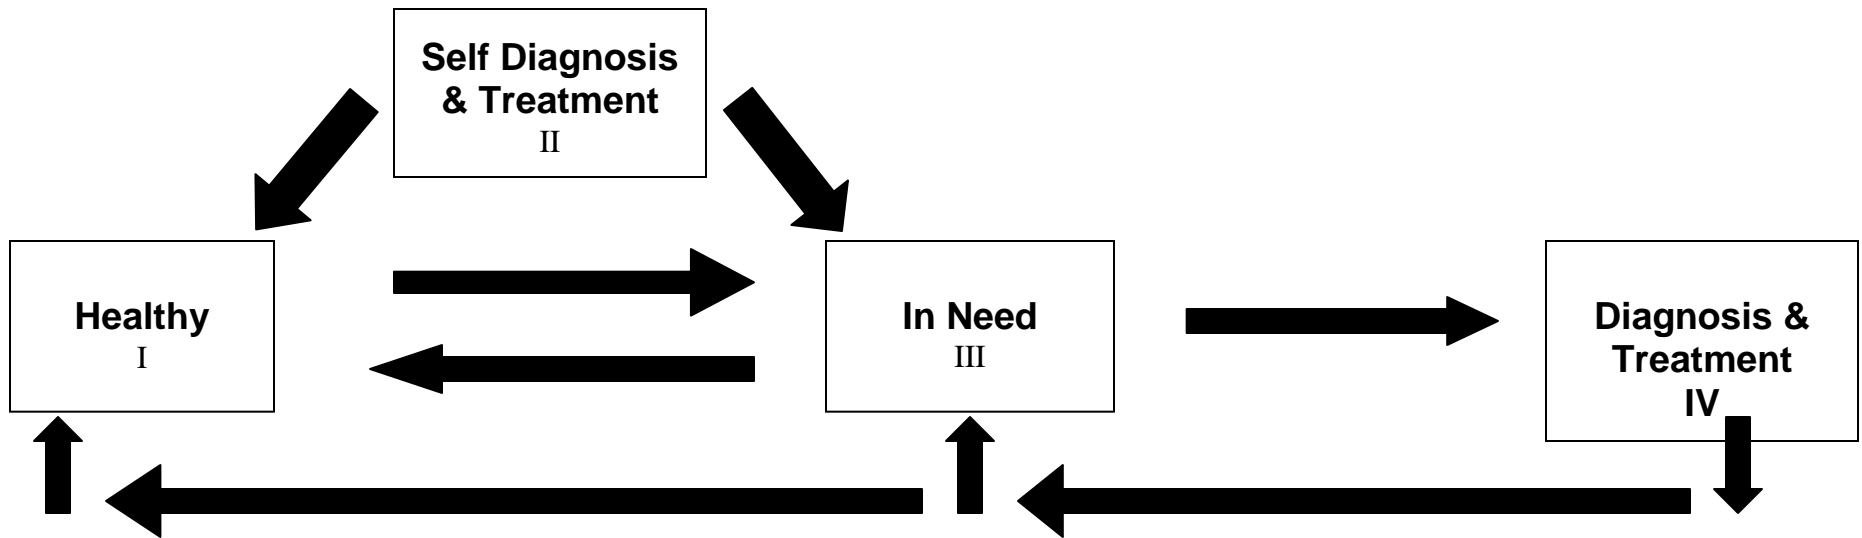 Self Diagnosis
& Treatment
II
Healthy
I
In Need
III
Diagnosis &
Treatment
IV